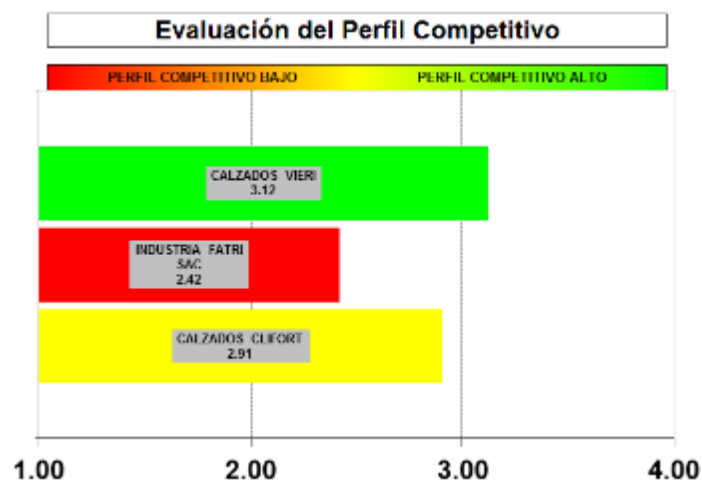 Evaluación del Perfil Competitivo
PERFIL COMPETITIVO BAJO PERFIL COMPETITIVO ALTO
CALZADOS VIERI
3.12
INDUSTRIA FATRI
SAC
2.42
CALZADOS CLIFORT
2.91
1.00 2.00 3.00 4.00